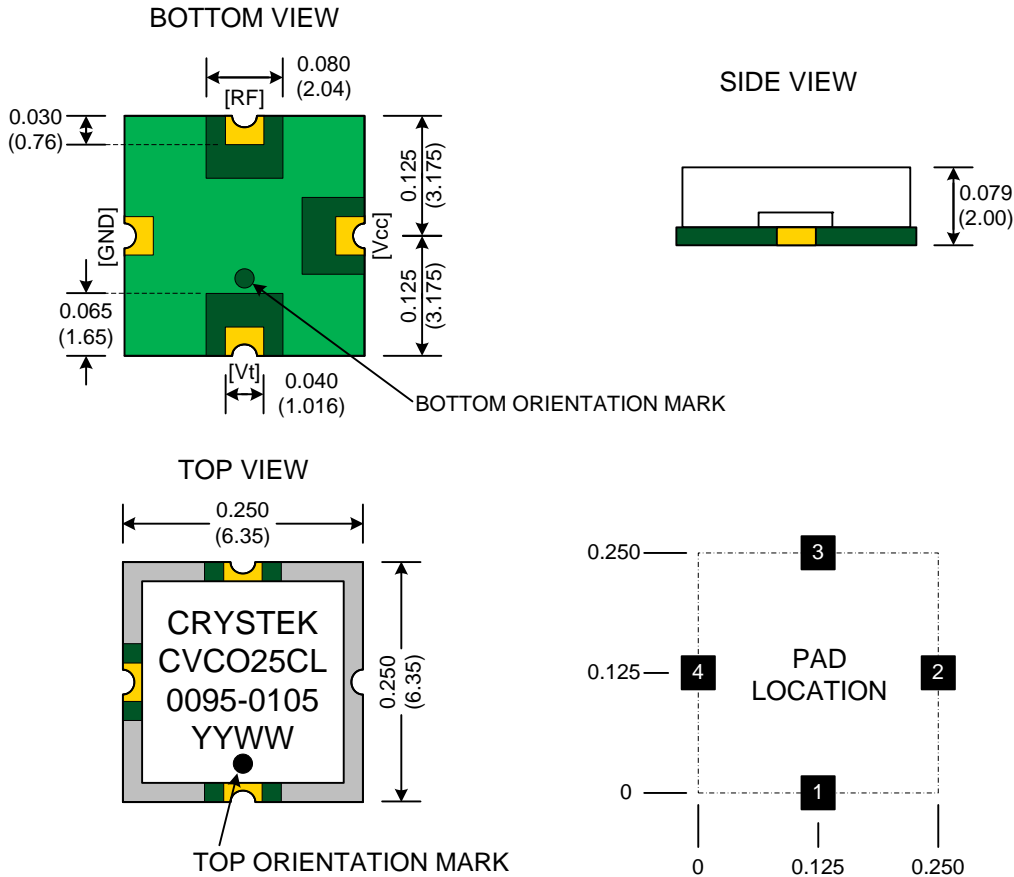 BOTTOM VIEW
0.080
(2.04)
[RF]
0.030
(0.76)
0.125
(3.175)
[GND]
[Vcc]
0.125
(3.175)
0.065
(1.65)
[Vt]
0.040
(1.016)
BOTTOM ORIENTATION MARK
SIDE VIEW
0.079
(2.00)
TOP VIEW
0.250
(6.35)
CRYSTEK
CVCO25CL
0095-0105
YYWW
0.250
(6.35)
TOP ORIENTATION MARK
0.250
3
0.125
4
PAD
LOCATION
2
0
1
0
0.125
0.250